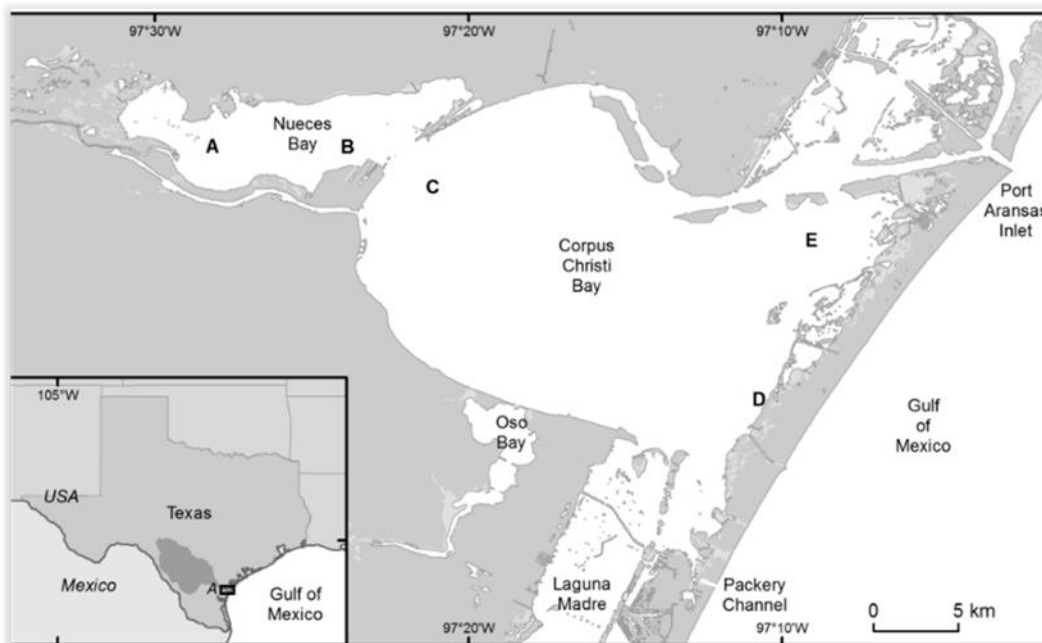 97°30'W
97°20'W
97°10'W
A
Nueces
Bay
B
C
Port
Aransas
Inlet
E
Corpus
Christi
Bay
105°W
D
Oso
Bay
Gulf
of
Mexico
USA
Texas
Mexico
A
Gulf of
Mexico
Laguna
Madre
Packery
Channel
0 5 km
97°20'W
97°10'W